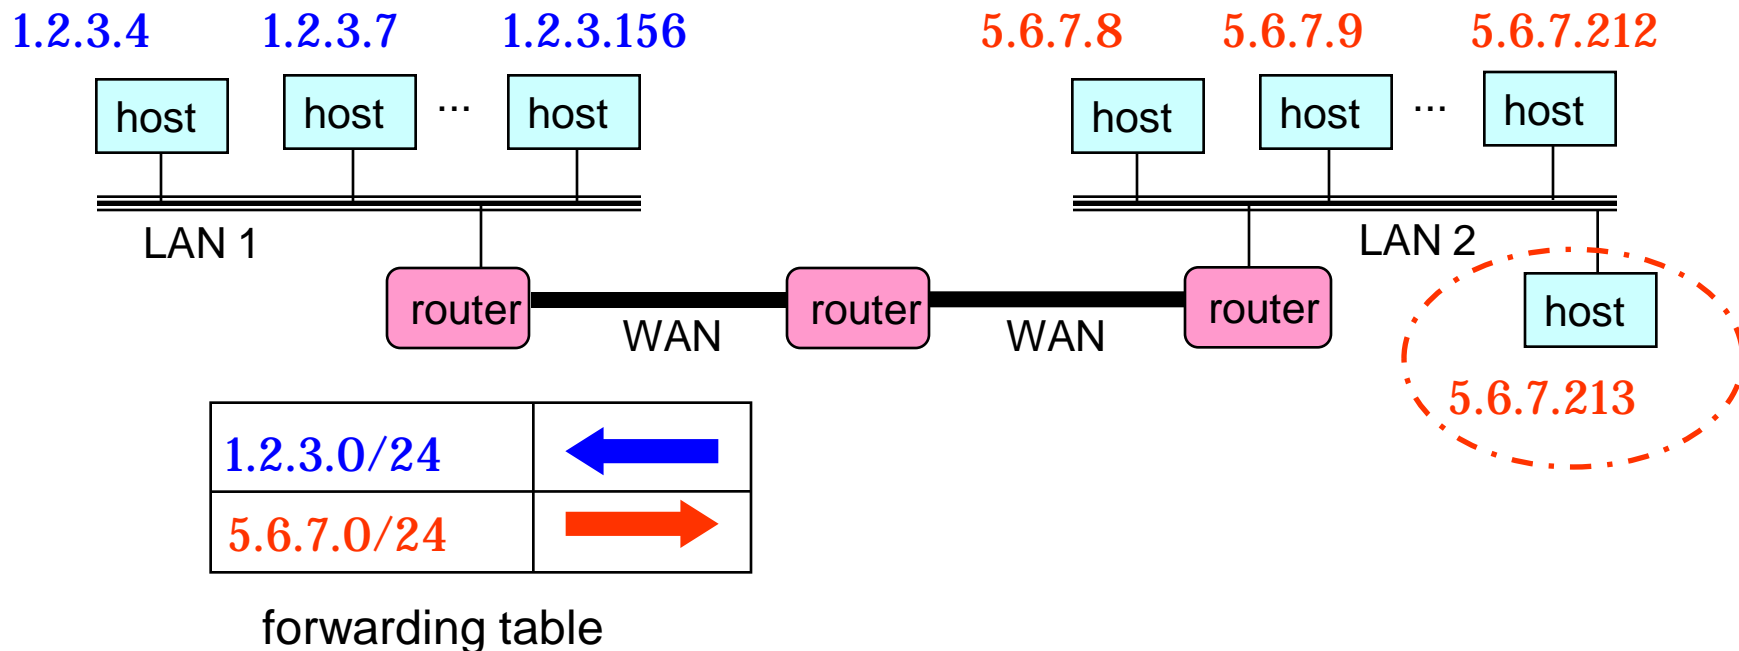 1.2.3.4 1.2.3.7 1.2.3.156 5.6.7.8 5.6.7.9 5.6.7.212
host host ... host host host ... host
LAN 1 LAN 2
router WAN router WAN router host
5.6.7.213
1.2.3.0/24
5.6.7.0/24
forwarding table